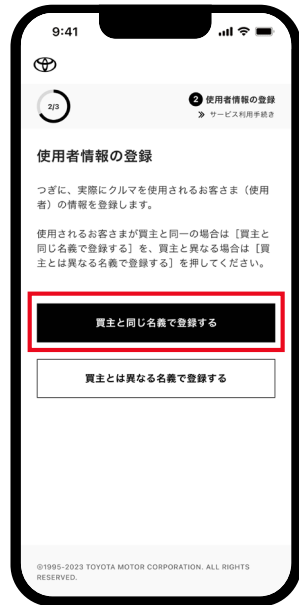 9:41
2/3
2 使用者情報の登録
≫ サービス利用手続き
使用者情報の登録
つぎに、実際にクルマを使用されるお客さま（使用
者）の情報を登録します。
使用されるお客さまが買主と同一の場合は［買主と
同じ名義で登録する］を、買主と異なる場合は［買
主とは異なる名義で登録する］を押してください。
買主と同じ名義で登録する
買主とは異なる名義で登録する
©1995-2023 TOYOTA MOTOR CORPORATION. ALL RIGHTS
RESERVED.